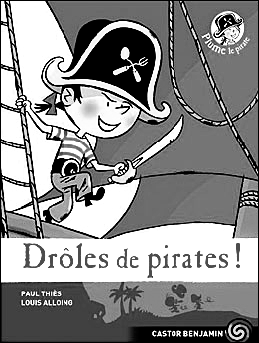 Plume le pirate
Drôles de pirates !
PAUL THIÈS
LOUIS ALLOING
CASTOR BENJAMIN